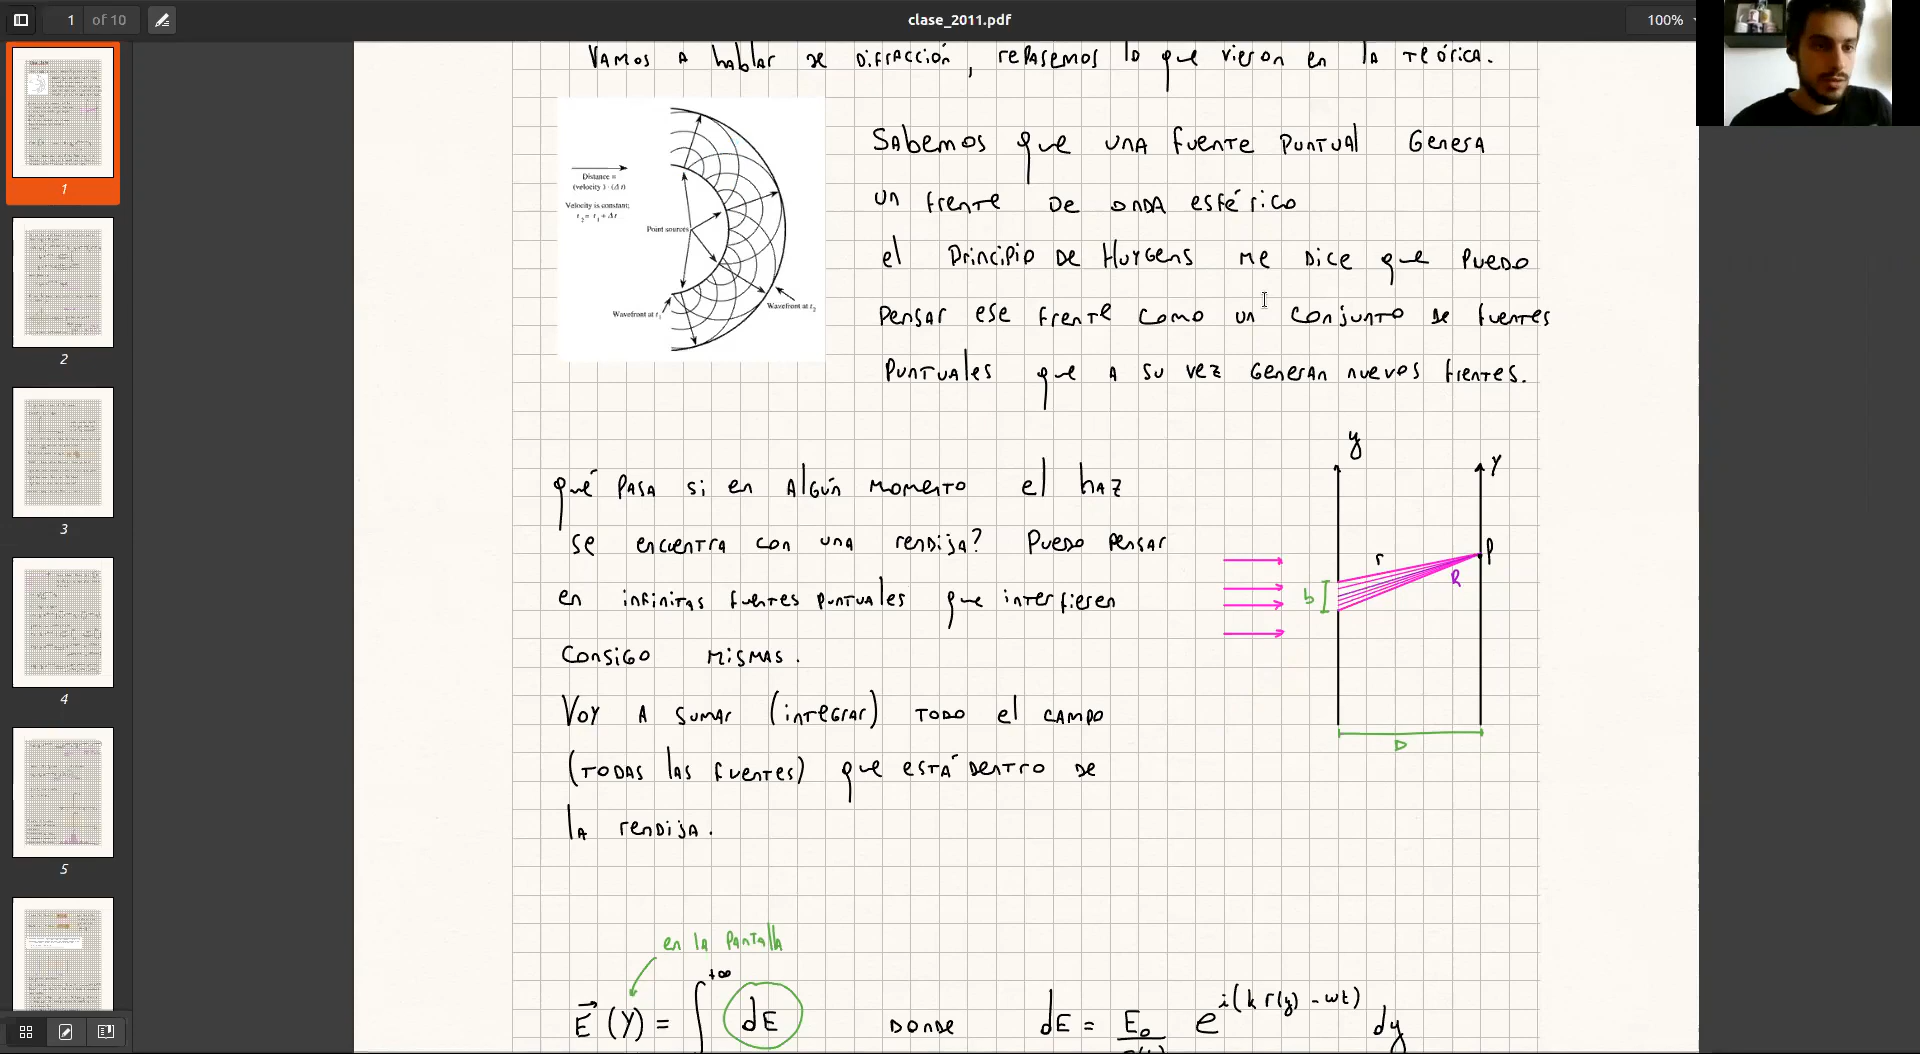 1 of 10
clase_2011.pdf
100%
Vamos a hablar de difracción, repasemos lo que vieron en la teórica.
Distance =
(velocity) · (Δt)
Velocity is constant;
t₂ = t₁ + Δt
Point sources
Wavefront at t₁
Wavefront at t₂
Sabemos que una fuente puntual genera
un frente de onda esférico
el principio de Huygens me dice que puedo
pensar ese frente como un conjunto de fuentes
puntuales que a su vez generan nuevos frentes.
qué pasa si en algún momento el haz
se encuentra con una rendija? Puedo pensar
en infinitas fuentes puntuales que interfieren
consigo mismas.
Voy a sumar (integrar) todo el campo
(todas las fuentes) que está dentro de
la rendija.
y
Y
r
P
R
b
D
en la pantalla
E⃗ (Y) = ∫ +∞ dE donde dE = E₀ e^{i(k r(y) - wt)} dy
1
2
3
4
5